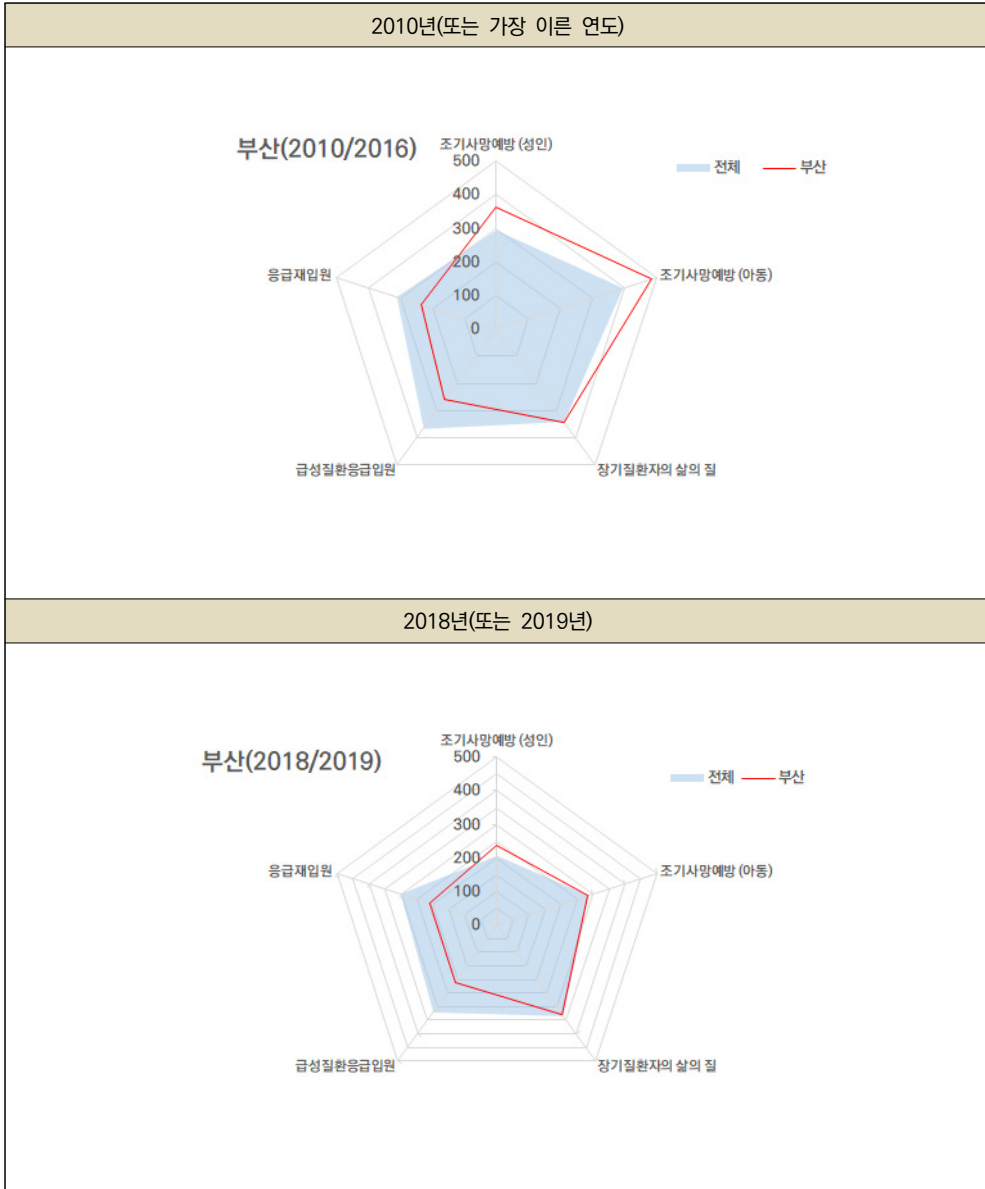 2010년(또는 가장 이른 연도)
부산(2010/2016)
조기사망예방 (성인)
전체
부산
500
400
300
200
100
0
응급재입원
조기사망예방 (아동)
급성질환응급입원
장기질환자의 삶의 질
2018년(또는 2019년)
부산(2018/2019)
조기사망예방 (성인)
전체
부산
500
400
300
200
100
0
응급재입원
조기사망예방 (아동)
급성질환응급입원
장기질환자의 삶의 질